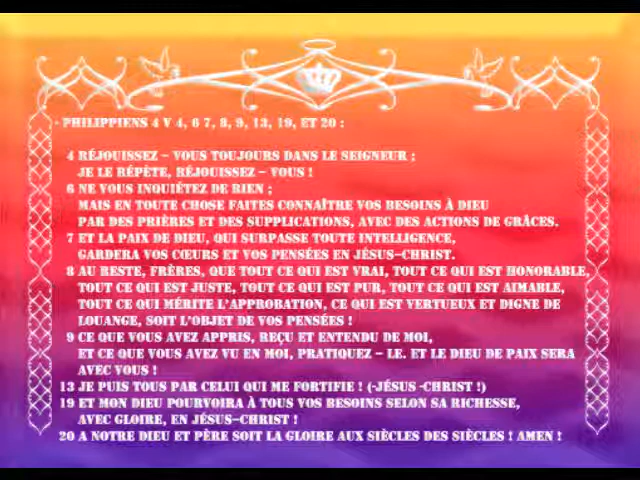 - PHILIPPIENS 4 V 4, 6 7, 8, 9, 13, 19, ET 20 :
4 RÉJOUISSEZ – VOUS TOUJOURS DANS LE SEIGNEUR ;
JE LE RÉPÈTE, RÉJOUISSEZ – VOUS !
6 NE VOUS INQUIÉTEZ DE RIEN ;
MAIS EN TOUTE CHOSE FAITES CONNAÎTRE VOS BESOINS À DIEU
PAR DES PRIÈRES ET DES SUPPLICATIONS, AVEC DES ACTIONS DE GRÂCES.
7 ET LA PAIX DE DIEU, QUI SURPASSE TOUTE INTELLIGENCE,
GARDERA VOS CŒURS ET VOS PENSÉES EN JÉSUS–CHRIST.
8 AU RESTE, FRÈRES, QUE TOUT CE QUI EST VRAI, TOUT CE QUI EST HONORABLE,
TOUT CE QUI EST JUSTE, TOUT CE QUI EST PUR, TOUT CE QUI EST AIMABLE,
TOUT CE QUI MÉRITE L'APPROBATION, CE QUI EST VERTUEUX ET DIGNE DE
LOUANGE, SOIT L'OBJET DE VOS PENSÉES !
9 CE QUE VOUS AVEZ APPRIS, REÇU ET ENTENDU DE MOI,
ET CE QUE VOUS AVEZ VU EN MOI, PRATIQUEZ – LE. ET LE DIEU DE PAIX SERA
AVEC VOUS !
13 JE PUIS TOUS PAR CELUI QUI ME FORTIFIE ! (-JÉSUS -CHRIST !)
19 ET MON DIEU POURVOIRA À TOUS VOS BESOINS SELON SA RICHESSE,
AVEC GLOIRE, EN JÉSUS–CHRIST !
20 A NOTRE DIEU ET PÈRE SOIT LA GLOIRE AUX SIÈCLES DES SIÈCLES ! AMEN !